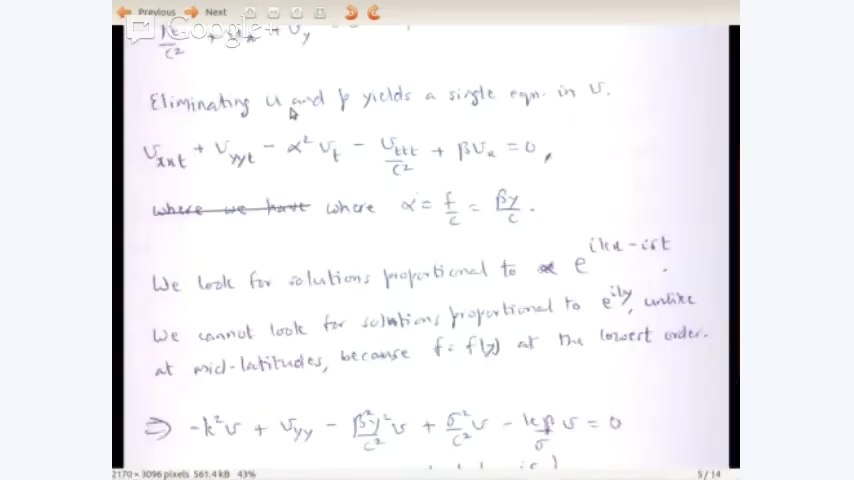 Previous Next
Google+
Eliminating u and p yields a single eqn. in v.
v_xxt + v_yyt - α² v_t - v_ttt/c² + βv_x = 0,
where we have where α = f/c = βy/c.
We look for solutions proportional to e^{ikx-iσt}.
We cannot look for solutions proportional to e^{ily}, unlike
at mid-latitudes, because f = f(y) at the lowest order.
⇒ -k²v + v_yy - β²y²/c² v + σ²/c² v - kβ/σ v = 0
2170 × 3096 pixels 561.4 kB 43% 5 / 14